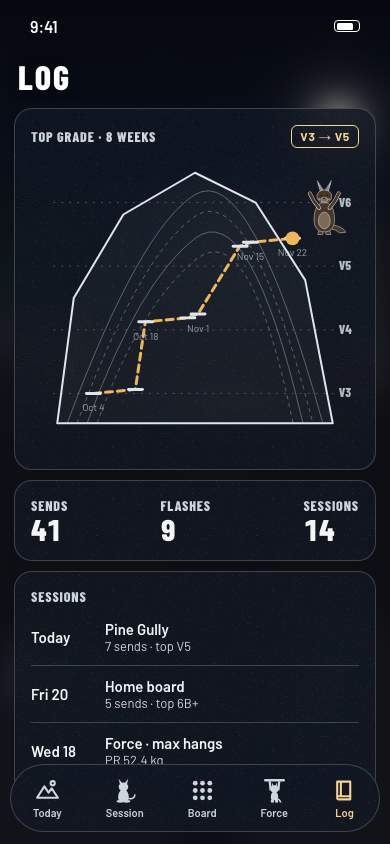 9:41
LOG
TOP GRADE · 8 WEEKS
V3 → V5
V6
Nov 15
Nov 22
V5
Oct 18
Nov 1
V4
V3
Oct 4
SENDS
FLASHES
SESSIONS
41
9
14
SESSIONS
Today
Pine Gully
7 sends · top V5
Fri 20
Home board
5 sends · top 6B+
Wed 18
Force · max hangs
PR 52.4 kg
Today
Session
Board
Force
Log